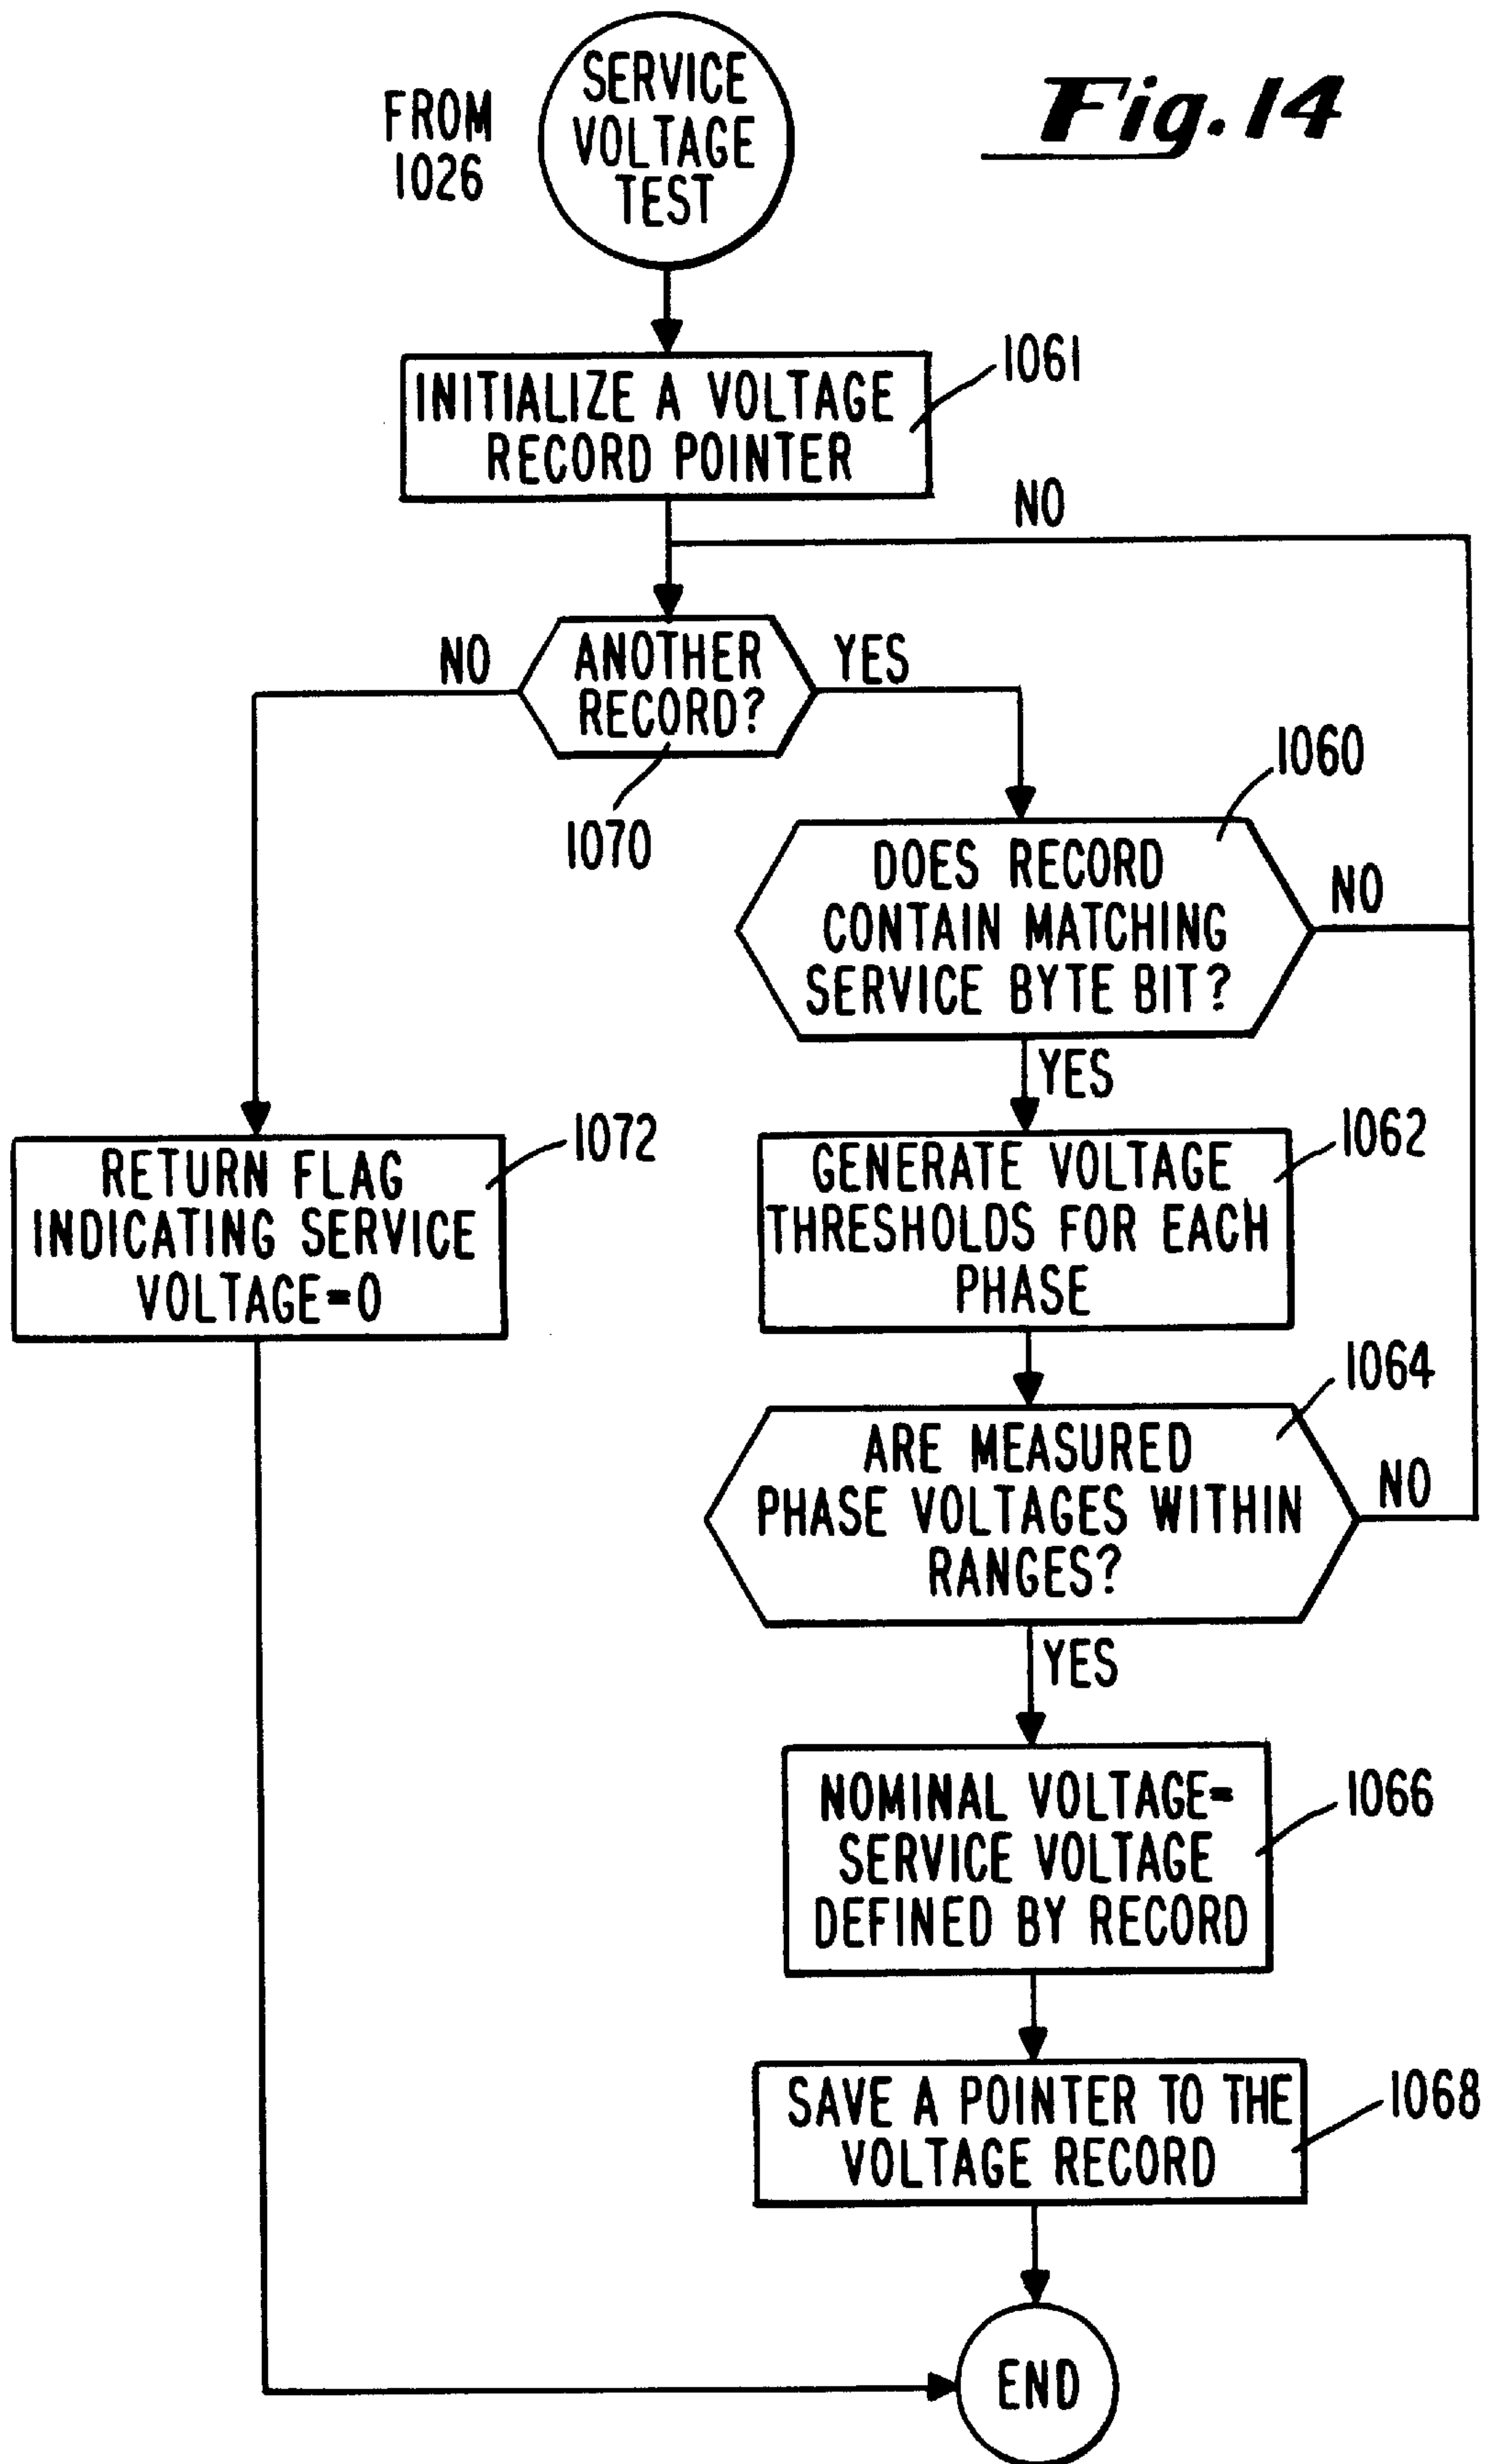 Fig. 14
FROM
1026
SERVICE
VOLTAGE
TEST
1061
INITIALIZE A VOLTAGE
RECORD POINTER
NO
NO
ANOTHER
RECORD?
YES
1070
1060
DOES RECORD
CONTAIN MATCHING
SERVICE BYTE BIT?
NO
YES
1072
RETURN FLAG
INDICATING SERVICE
VOLTAGE=0
1062
GENERATE VOLTAGE
THRESHOLDS FOR EACH
PHASE
1064
ARE MEASURED
PHASE VOLTAGES WITHIN
RANGES?
NO
YES
1066
NOMINAL VOLTAGE=
SERVICE VOLTAGE
DEFINED BY RECORD
1068
SAVE A POINTER TO THE
VOLTAGE RECORD
END